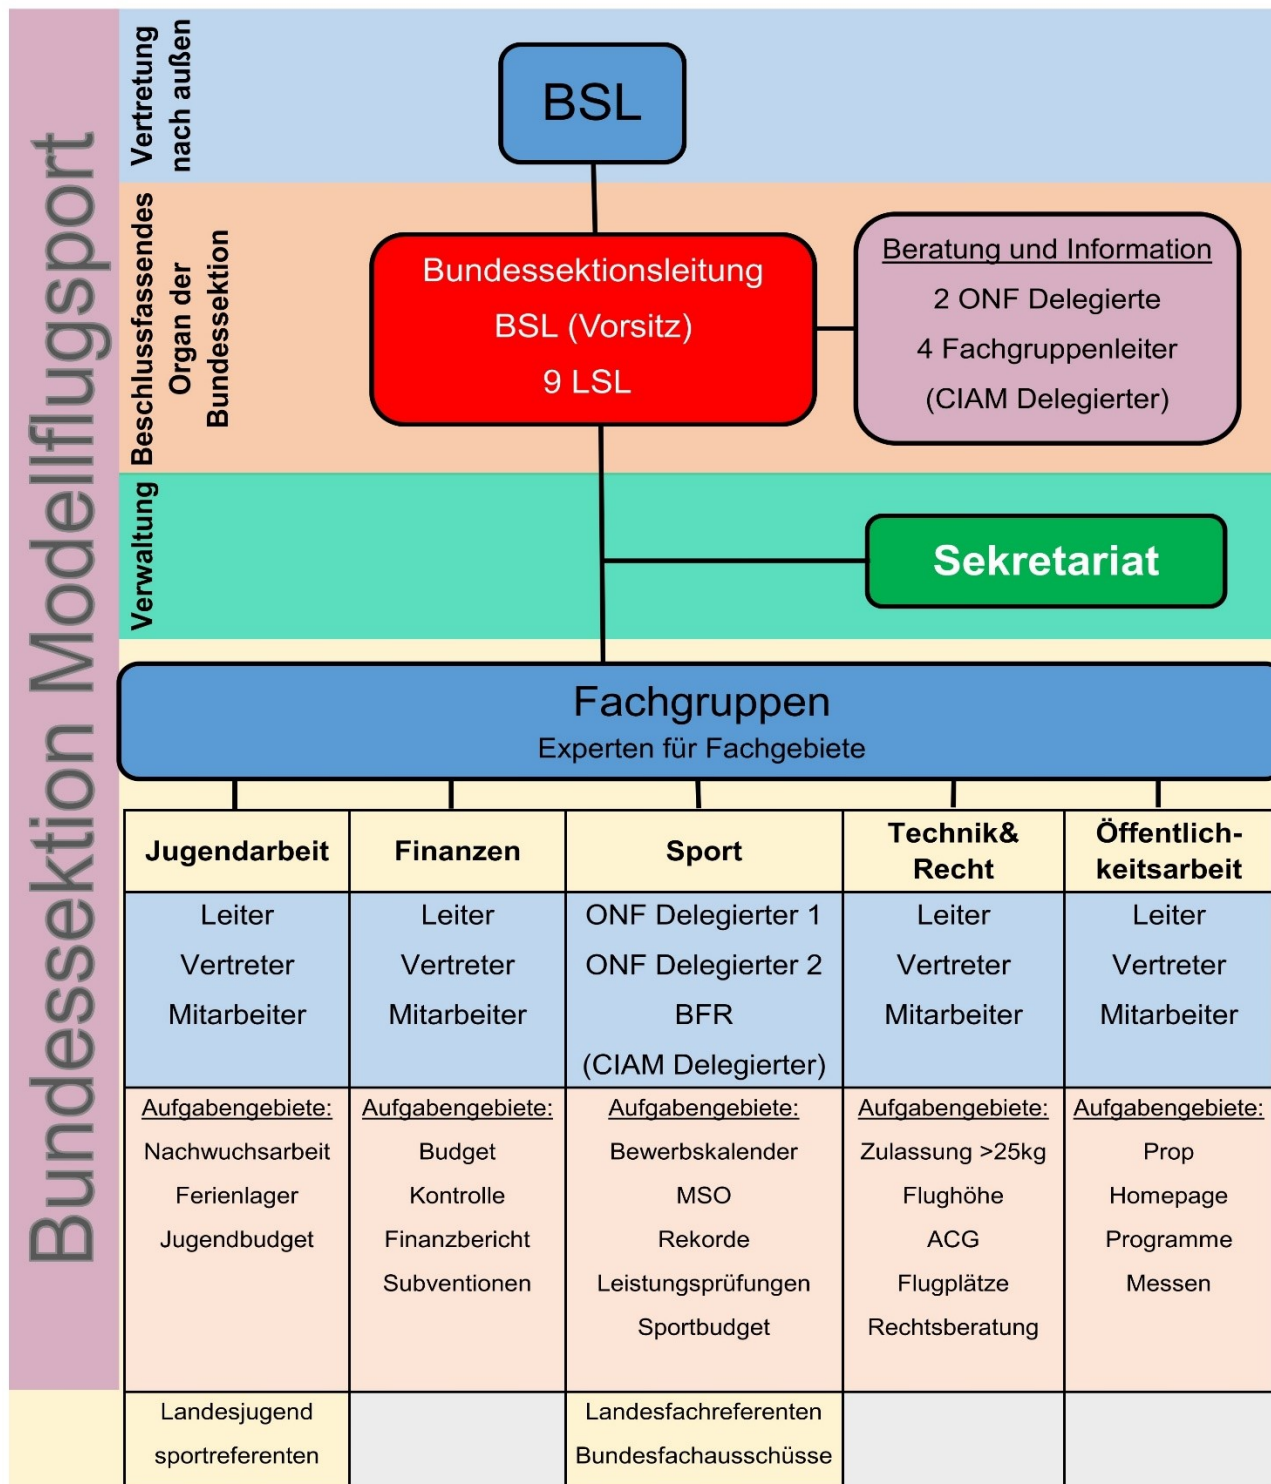 Bundessektion Modellflugsport
Vertretung
nach außen
BSL
Beschlussfassendes
Organ der
Bundessektion
Bundessektionsleitung
BSL (Vorsitz)
9 LSL
Beratung und Information
2 ONF Delegierte
4 Fachgruppenleiter
(CIAM Delegierter)
Verwaltung
Sekretariat
Fachgruppen
Experten für Fachgebiete
Jugendarbeit
Leiter
Vertreter
Mitarbeiter
Aufgabengebiete:
Nachwuchsarbeit
Ferienlager
Jugendbudget
Landesjugend
sportreferenten
Finanzen
Leiter
Vertreter
Mitarbeiter
Aufgabengebiete:
Budget
Kontrolle
Finanzbericht
Subventionen
Sport
ONF Delegierter 1
ONF Delegierter 2
BFR
(CIAM Delegierter)
Aufgabengebiete:
Bewerbskalender
MSO
Rekorde
Leistungsprüfungen
Sportbudget
Landesfachreferenten
Bundesfachausschüsse
Technik&
Recht
Leiter
Vertreter
Mitarbeiter
Aufgabengebiete:
Zulassung >25kg
Flughöhe
ACG
Flugplätze
Rechtsberatung
Öffentlich-
keitsarbeit
Leiter
Vertreter
Mitarbeiter
Aufgabengebiete:
Prop
Homepage
Programme
Messen